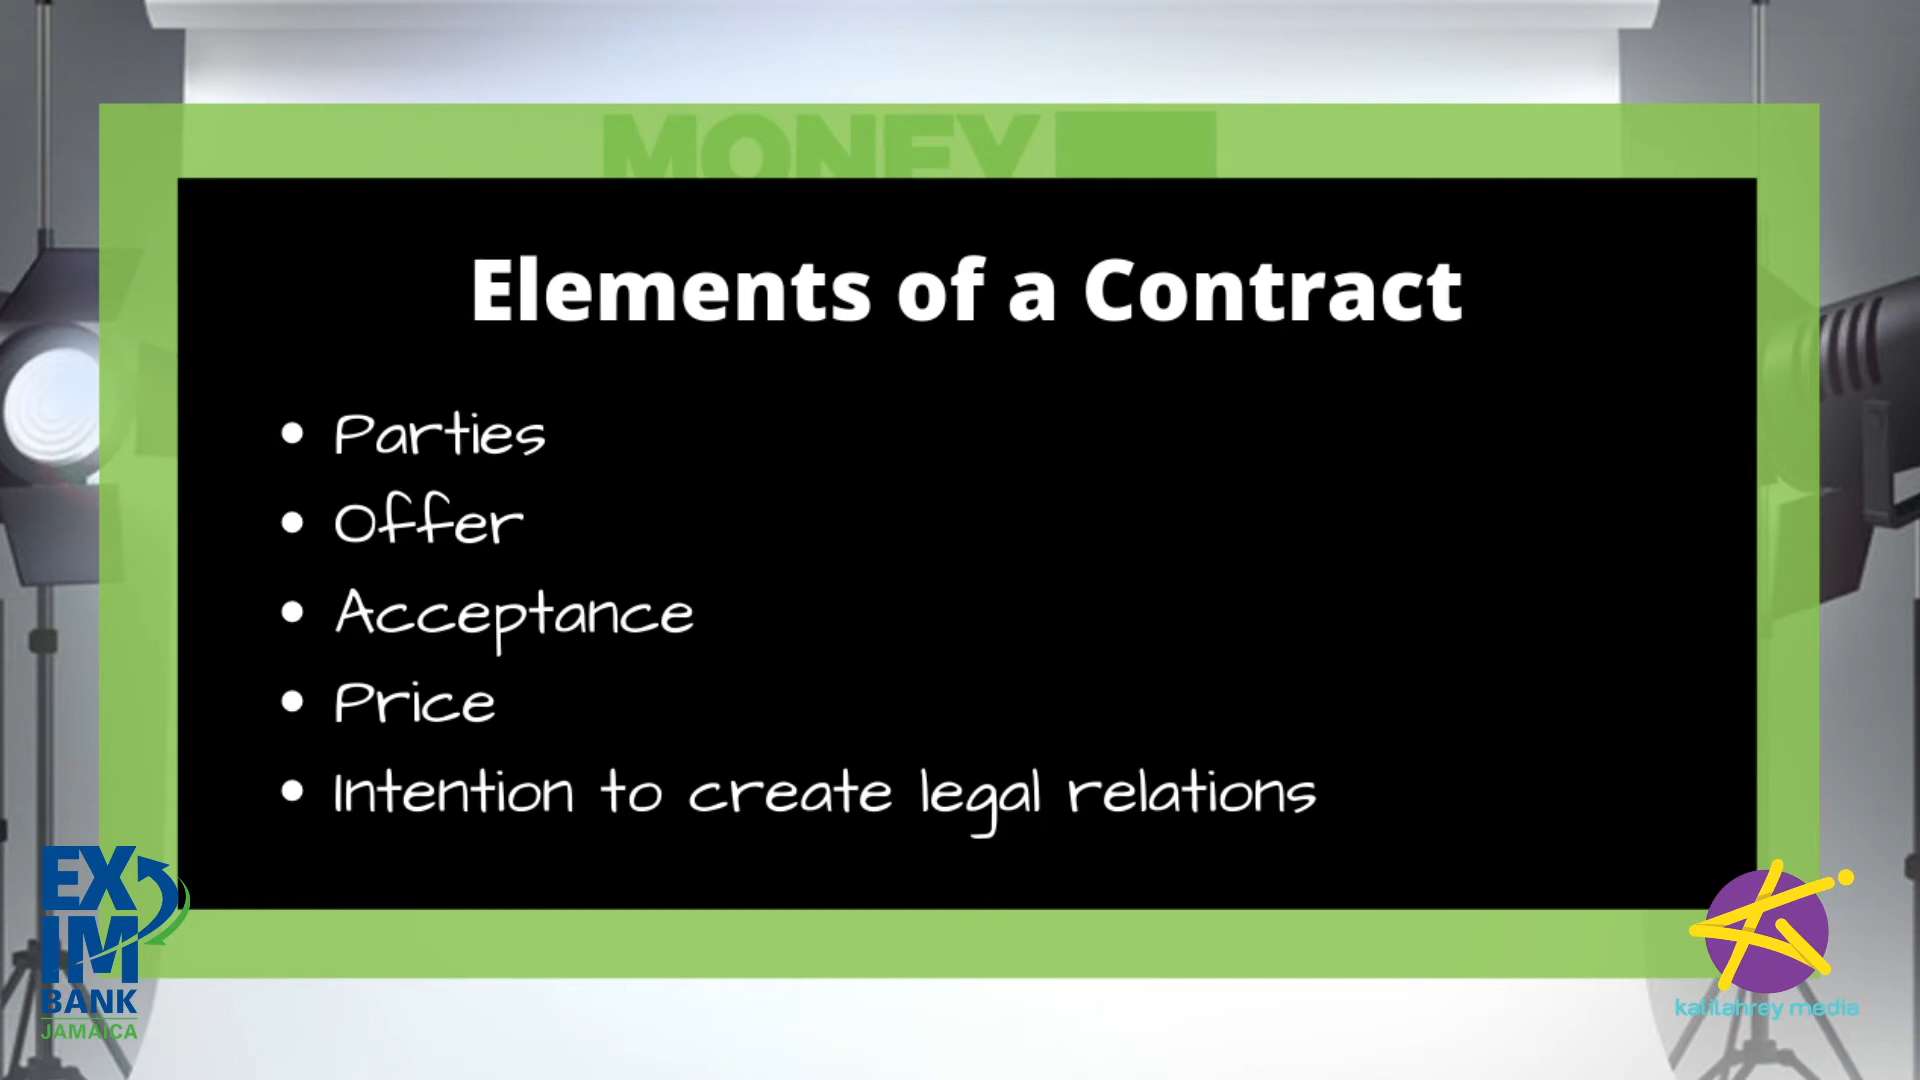 MONEY
Elements of a Contract
Parties
Offer
Acceptance
Price
Intention to create legal relations
EX
IM
BANK
JAMAICA
kalilahrey media